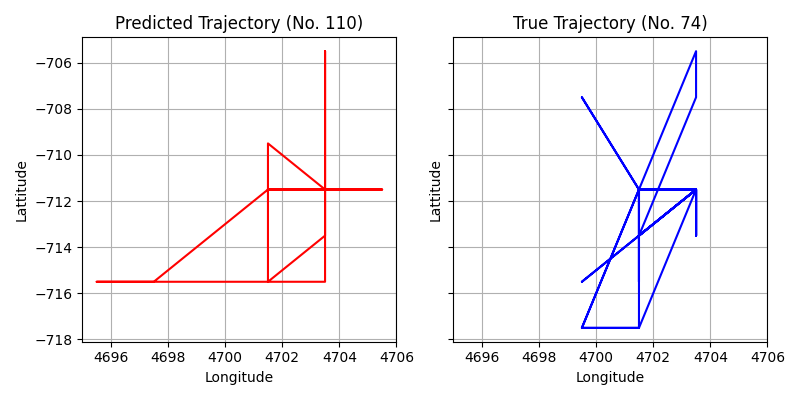 Predicted Trajectory (No. 110)
Lattitude
−706
−708
−710
−712
−714
−716
−718
4696 4698 4700 4702 4704 4706
Longitude
True Trajectory (No. 74)
Lattitude
4696 4698 4700 4702 4704 4706
Longitude